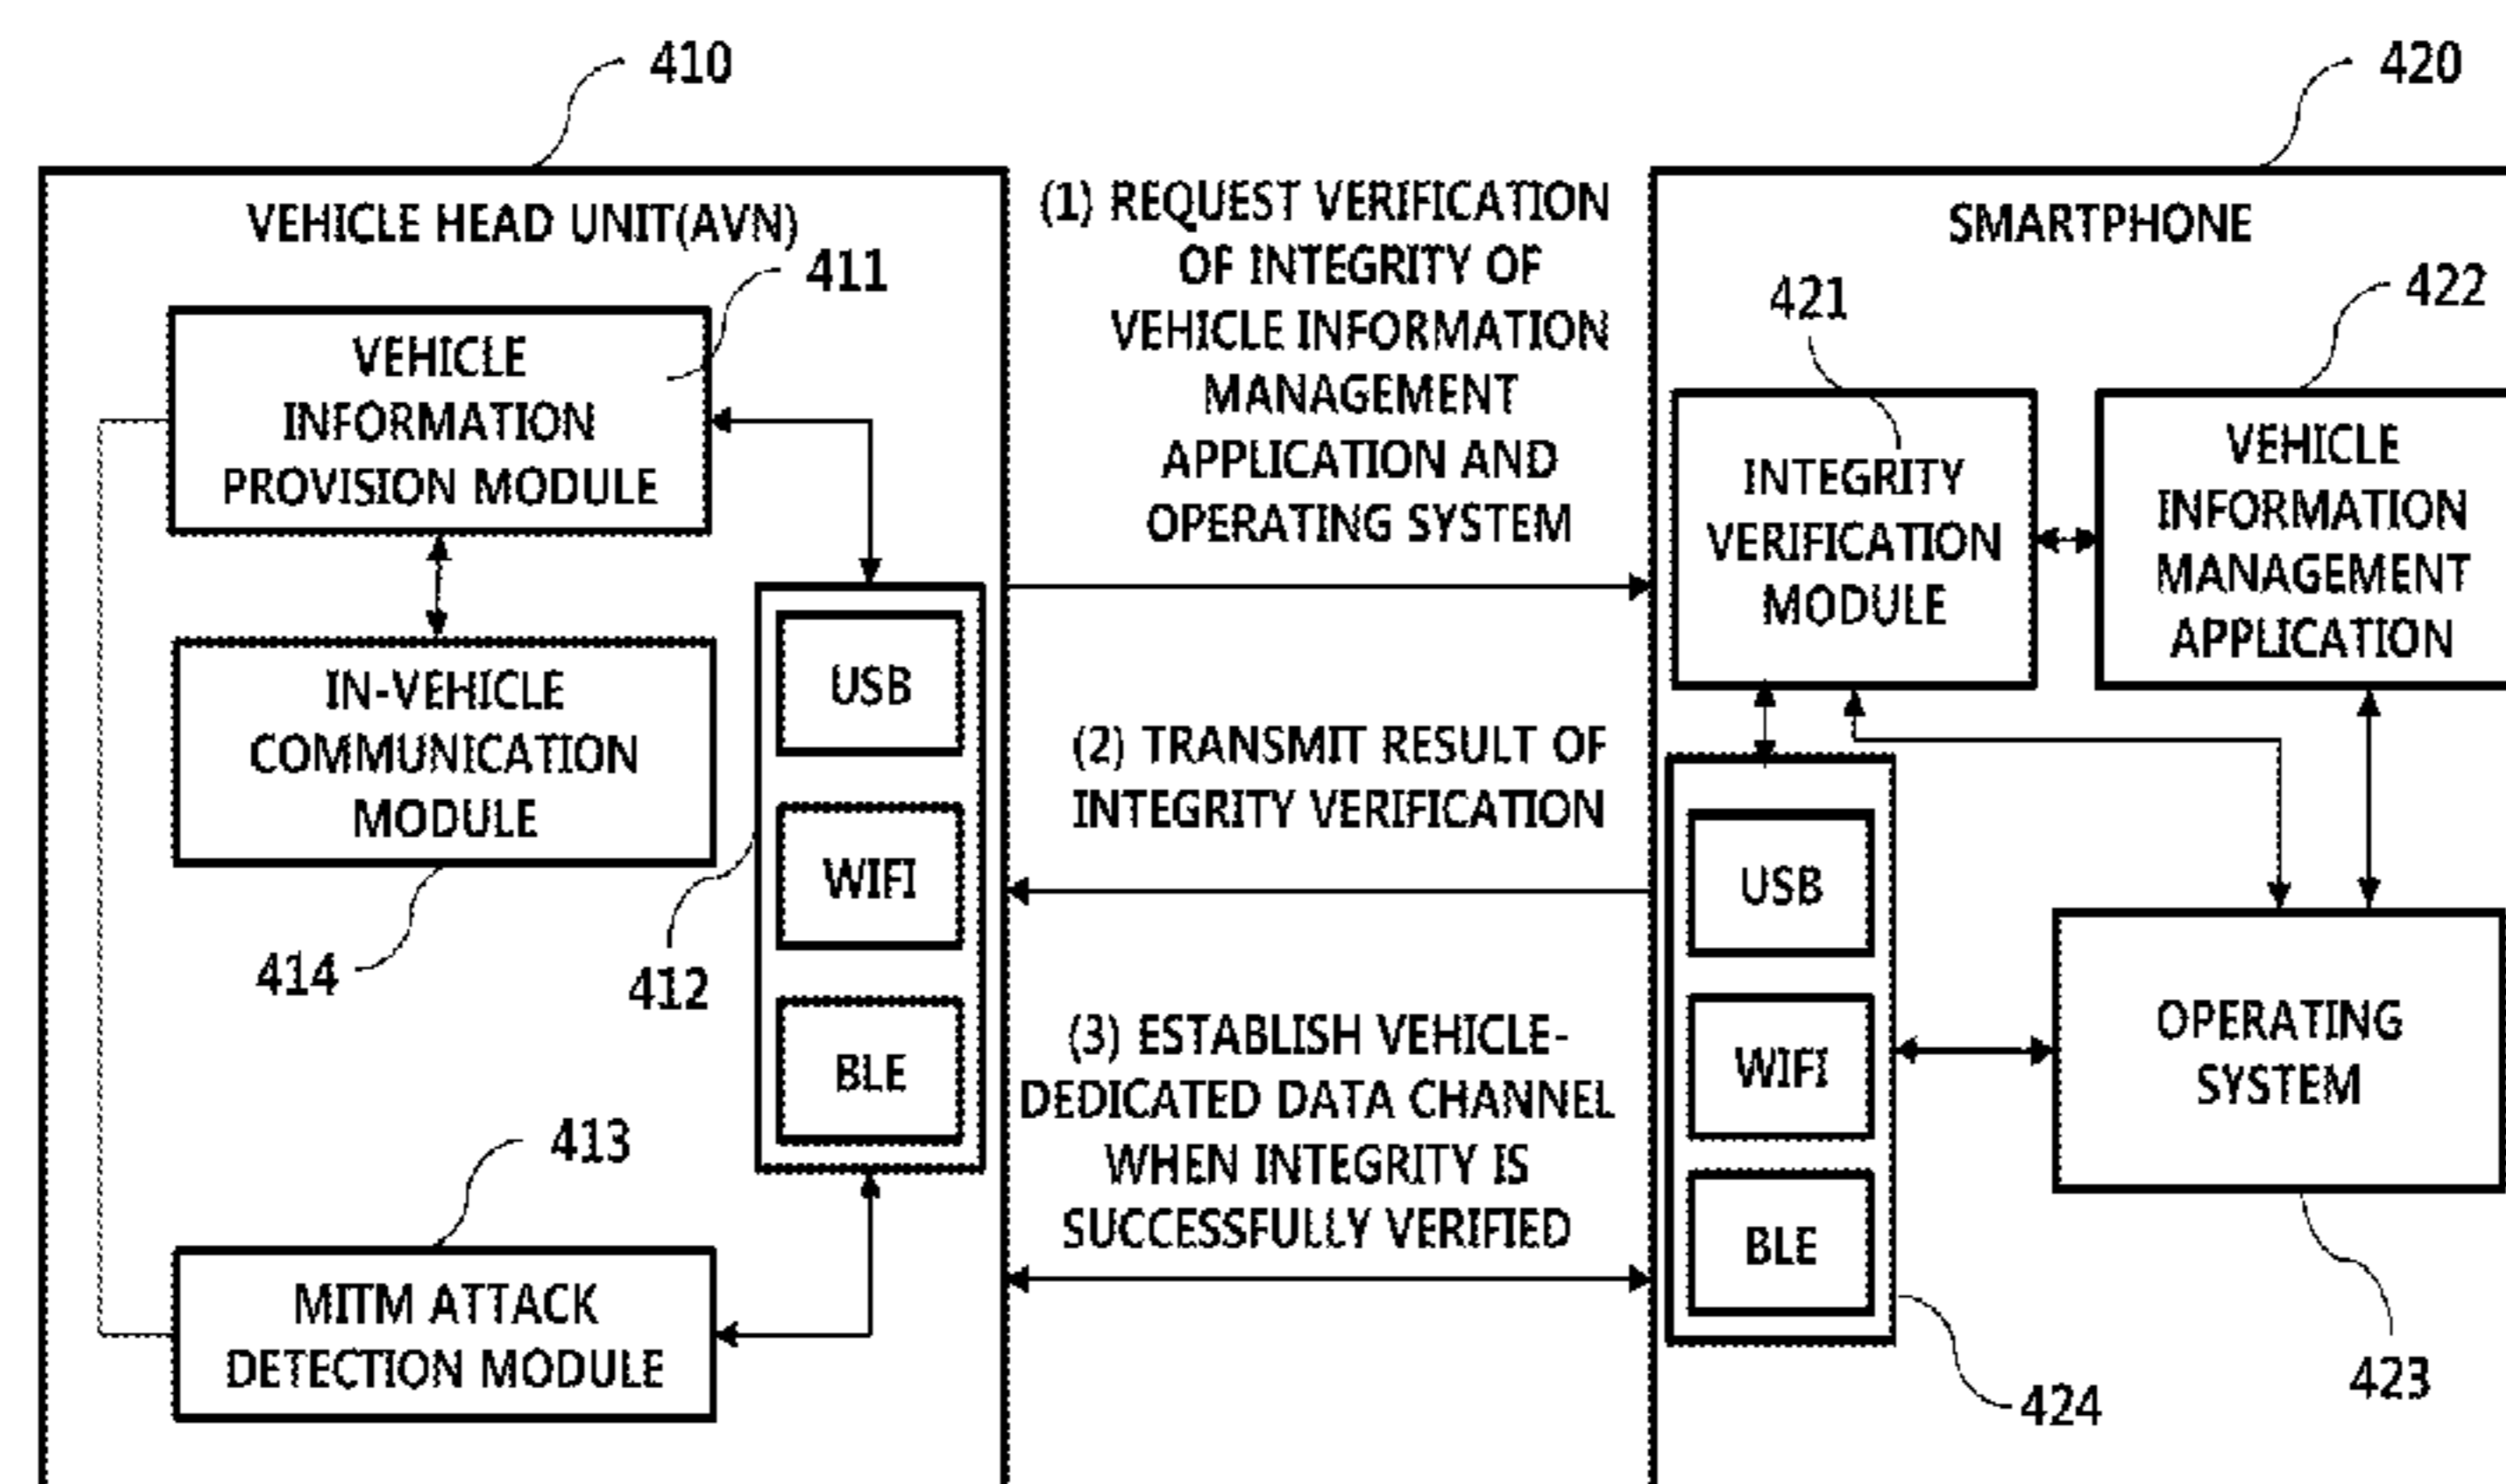 410
420
VEHICLE HEAD UNIT(AVN)
411
VEHICLE
INFORMATION
PROVISION MODULE
IN-VEHICLE
COMMUNICATION
MODULE
414
412
USB
WIFI
BLE
413
MITM ATTACK
DETECTION MODULE
(1) REQUEST VERIFICATION
OF INTEGRITY OF
VEHICLE INFORMATION
MANAGEMENT
APPLICATION AND
OPERATING SYSTEM
(2) TRANSMIT RESULT OF
INTEGRITY VERIFICATION
(3) ESTABLISH VEHICLE-
DEDICATED DATA CHANNEL
WHEN INTEGRITY IS
SUCCESSFULLY VERIFIED
SMARTPHONE
421
422
INTEGRITY
VERIFICATION
MODULE
VEHICLE
INFORMATION
MANAGEMENT
APPLICATION
USB
WIFI
BLE
OPERATING
SYSTEM
423
424